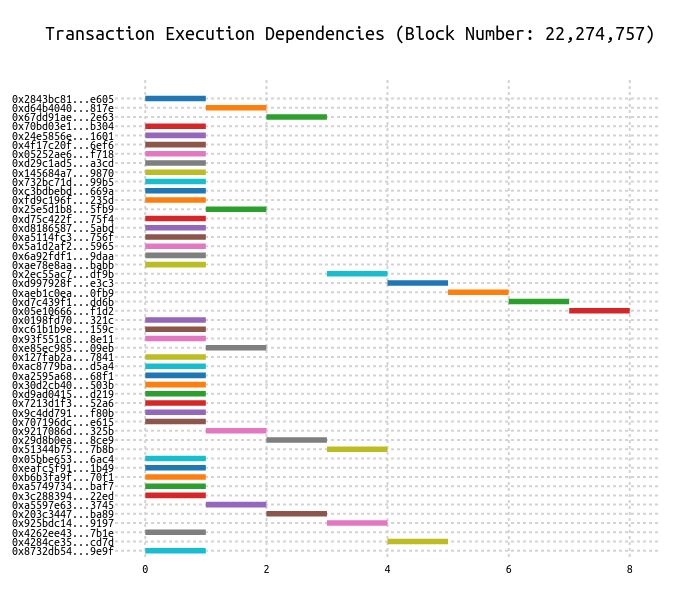 Transaction Execution Dependencies (Block Number: 22,274,757)
0x2843bc81...e605
0xd64b4040...817e
0x67dd91ae...2e63
0x70bd03e1...b304
0x24e5856e...1601
0x4f17c20f...6ef6
0x05252ae6...f718
0xd29c1ad5...a3cd
0x145684a7...9870
0x732bc71d...99b5
0xc3bdbebd...669a
0xfd9c196f...235d
0x25e5d1b8...5fb9
0xd75c422f...75f4
0xd8186587...5abd
0xa5114fc3...756f
0x5a1d2af2...5965
0x6a92fdf1...9daa
0xae78e8aa...babb
0x2ec55ac7...df9b
0xd997928f...e3c3
0xaeb1c0ea...0fb9
0xd7c439f1...dd6b
0x05e10666...f1d2
0x0198fd70...321c
0xc61b1b9e...159c
0x93f551c8...8e11
0xe85ec985...09eb
0x127fab2a...7841
0xac8779ba...d5a4
0xa2595a68...68f1
0x30d2cb40...503b
0xd9ad0415...d219
0x7213d1f3...52a6
0x9c4dd791...f80b
0x707196dc...e615
0x9217086d...325b
0x29d8b0ea...8ce9
0x51344b75...7b8b
0x05bbe653...6ac4
0xeafc5f91...1b49
0xb6b3fa9f...70f1
0xa5749734...baf7
0x3c288394...22ed
0xa5597e63...3745
0x203c3447...ba89
0x925bdc14...9197
0x4262ee43...7b1e
0x4284ce35...cd7d
0x8732db54...9e9f
0 2 4 6 8